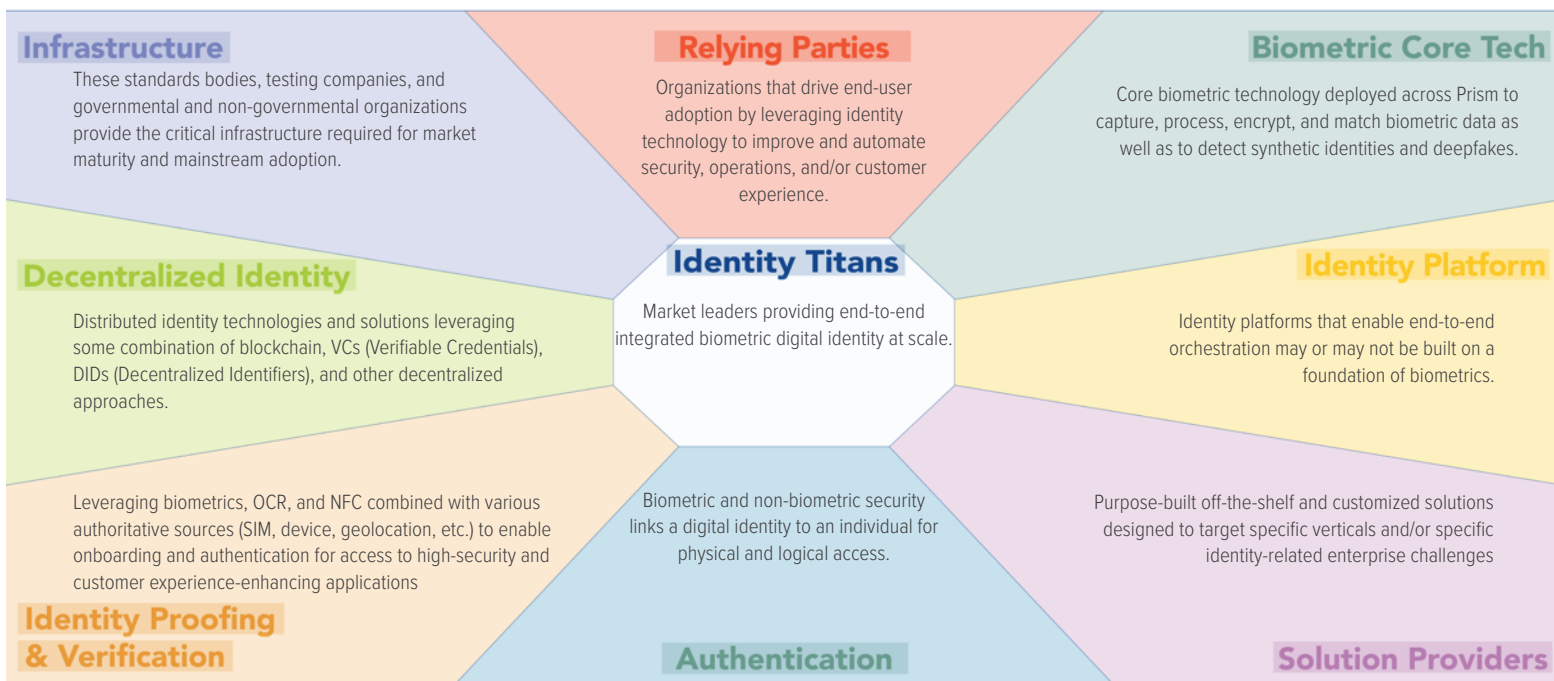 Infrastructure
These standards bodies, testing companies, and
governmental and non-governmental organizations
provide the critical infrastructure required for market
maturity and mainstream adoption.
Relying Parties
Organizations that drive end-user
adoption by leveraging identity
technology to improve and automate
security, operations, and/or customer
experience.
Biometric Core Tech
Core biometric technology deployed across Prism to
capture, process, encrypt, and match biometric data as
well as to detect synthetic identities and deepfakes.
Decentralized Identity
Distributed identity technologies and solutions leveraging
some combination of blockchain, VCs (Verifiable Credentials),
DIDs (Decentralized Identifiers), and other decentralized
approaches.
Identity Titans
Market leaders providing end-to-end
integrated biometric digital identity at scale.
Identity Platform
Identity platforms that enable end-to-end
orchestration may or may not be built on a
foundation of biometrics.
Leveraging biometrics, OCR, and NFC combined with various
authoritative sources (SIM, device, geolocation, etc.) to enable
onboarding and authentication for access to high-security and
customer experience-enhancing applications
Identity Proofing
& Verification
Biometric and non-biometric security
links a digital identity to an individual for
physical and logical access.
Authentication
Purpose-built off-the-shelf and customized solutions
designed to target specific verticals and/or specific
identity-related enterprise challenges
Solution Providers